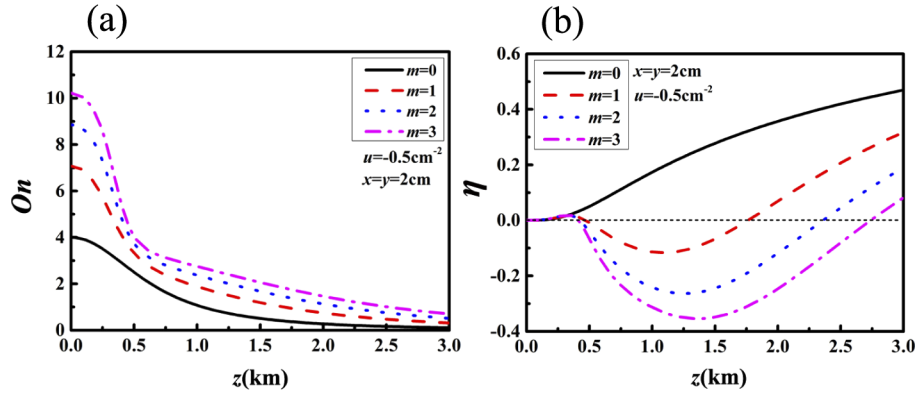 (a)
12
10
8
6
4
2
0
On
m=0
m=1
m=2
m=3
u=-0.5cm⁻²
x=y=2cm
0.0 0.5 1.0 1.5 2.0 2.5 3.0
z(km)
(b)
0.6
0.4
0.2
0.0
-0.2
-0.4
η
m=0
m=1
m=2
m=3
x=y=2cm
u=-0.5cm⁻²
0.0 0.5 1.0 1.5 2.0 2.5 3.0
z(km)